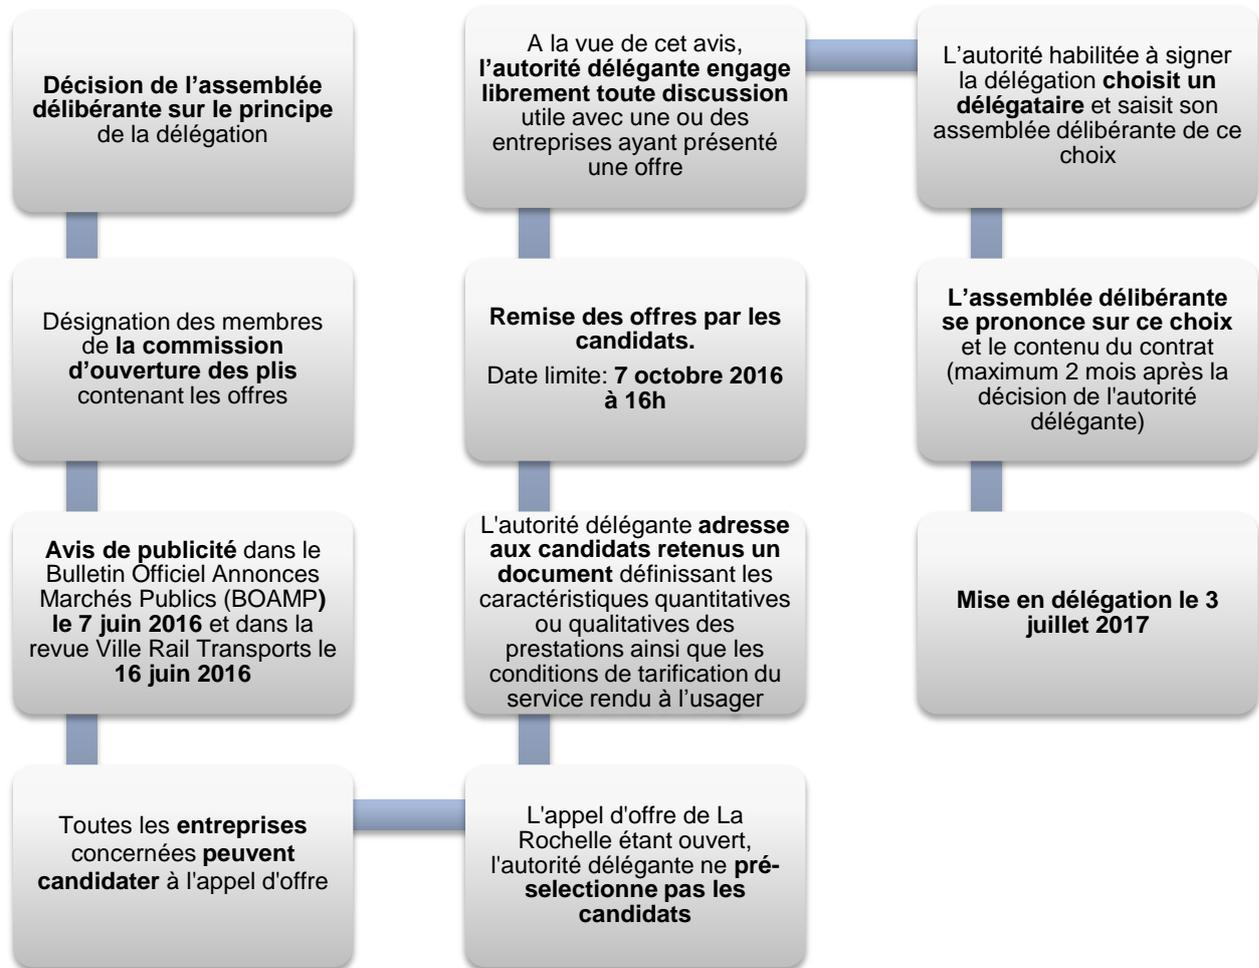 Décision de l’assemblée
délibérante sur le principe
de la délégation
Désignation des membres
de la commission
d'ouverture des plis
contenant les offres
Avis de publicité dans le
Bulletin Officiel Annonces
Marchés Publics (BOAMP)
le 7 juin 2016 et dans la
revue Ville Rail Transports le
16 juin 2016
Toutes les entreprises
concernées peuvent
candidater à l'appel d'offre
L'appel d'offre de La
Rochelle étant ouvert,
l'autorité délégante ne pré-
selectionne pas les
candidats
L'autorité délégante adresse
aux candidats retenus un
document définissant les
caractéristiques quantitatives
ou qualitatives des
prestations ainsi que les
conditions de tarification du
service rendu à l’usager
Remise des offres par les
candidats.
Date limite: 7 octobre 2016
à 16h
A la vue de cet avis,
l’autorité délégante engage
librement toute discussion
utile avec une ou des
entreprises ayant présenté
une offre
L’autorité habilitée à signer
la délégation choisit un
délégataire et saisit son
assemblée délibérante de ce
choix
L’assemblée délibérante
se prononce sur ce choix
et le contenu du contrat
(maximum 2 mois après la
décision de l'autorité
délégante)
Mise en délégation le 3
juillet 2017